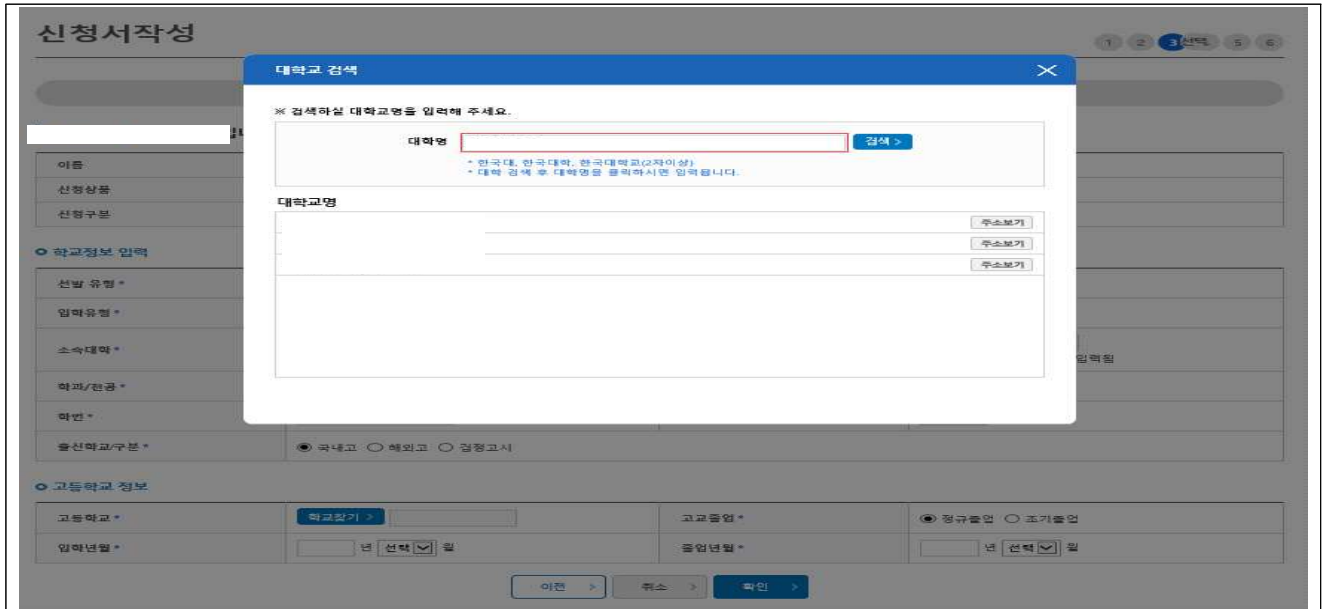 신청서작성
1 2 3 선택 5 6
대학교 검색
※ 검색하실 대학교명을 입력해 주세요.
대학명
검색 >
* 한국대, 한국대학, 한국대학교(2자이상)
* 대학 검색 후 대학명을 클릭하시면 입력됩니다.
대학교명
주소보기
주소보기
주소보기
이름
신청상품
신청구분
학교정보 입력
선발 유형 *
입학유형 *
소속대학 *
입력됨
학과/전공 *
학번 *
출신학교/구분 * 국내고 해외고 검정고시
고등학교 정보
고등학교 * 학교찾기 > 고교졸업 * 정규졸업 조기졸업
입학년월 * 년 선택 월 졸업년월 * 년 선택 월
이전 > 취소 > 확인 >